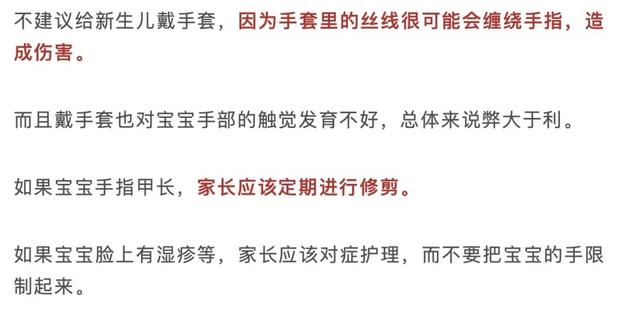 不建议给新生儿戴手套，因为手套里的丝线很可能会缠绕手指，造
成伤害。
而且戴手套也对宝宝手部的触觉发育不好，总体来说弊大于利。
如果宝宝手指甲长，家长应该定期进行修剪。
如果宝宝脸上有湿疹等，家长应该对症护理，而不要把宝宝的手限
制起来。